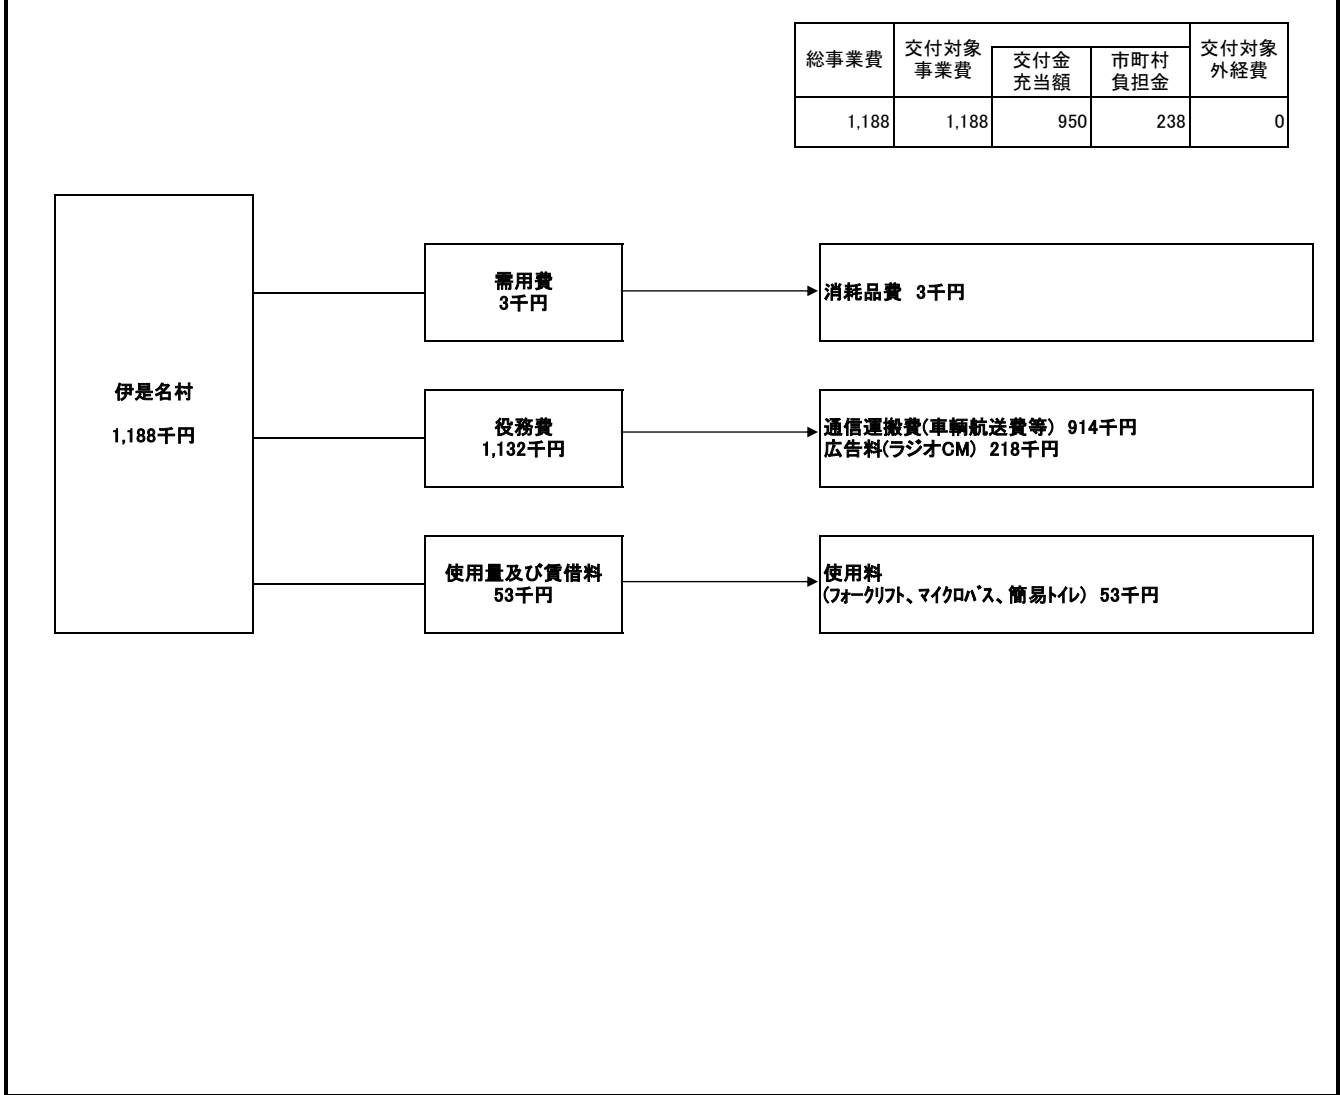 総事業費
交付対象
事業費
交付金
充当額
市町村
負担金
交付対象
外経費
1,188 1,188 950 238 0
伊是名村
1,188千円
需用費
3千円
消耗品費 3千円
役務費
1,132千円
通信運搬費(車輌航送費等) 914千円
広告料(ラジオCM) 218千円
使用量及び賃借料
53千円
使用料
(フォークリフト、マイクロバス、簡易トイレ) 53千円